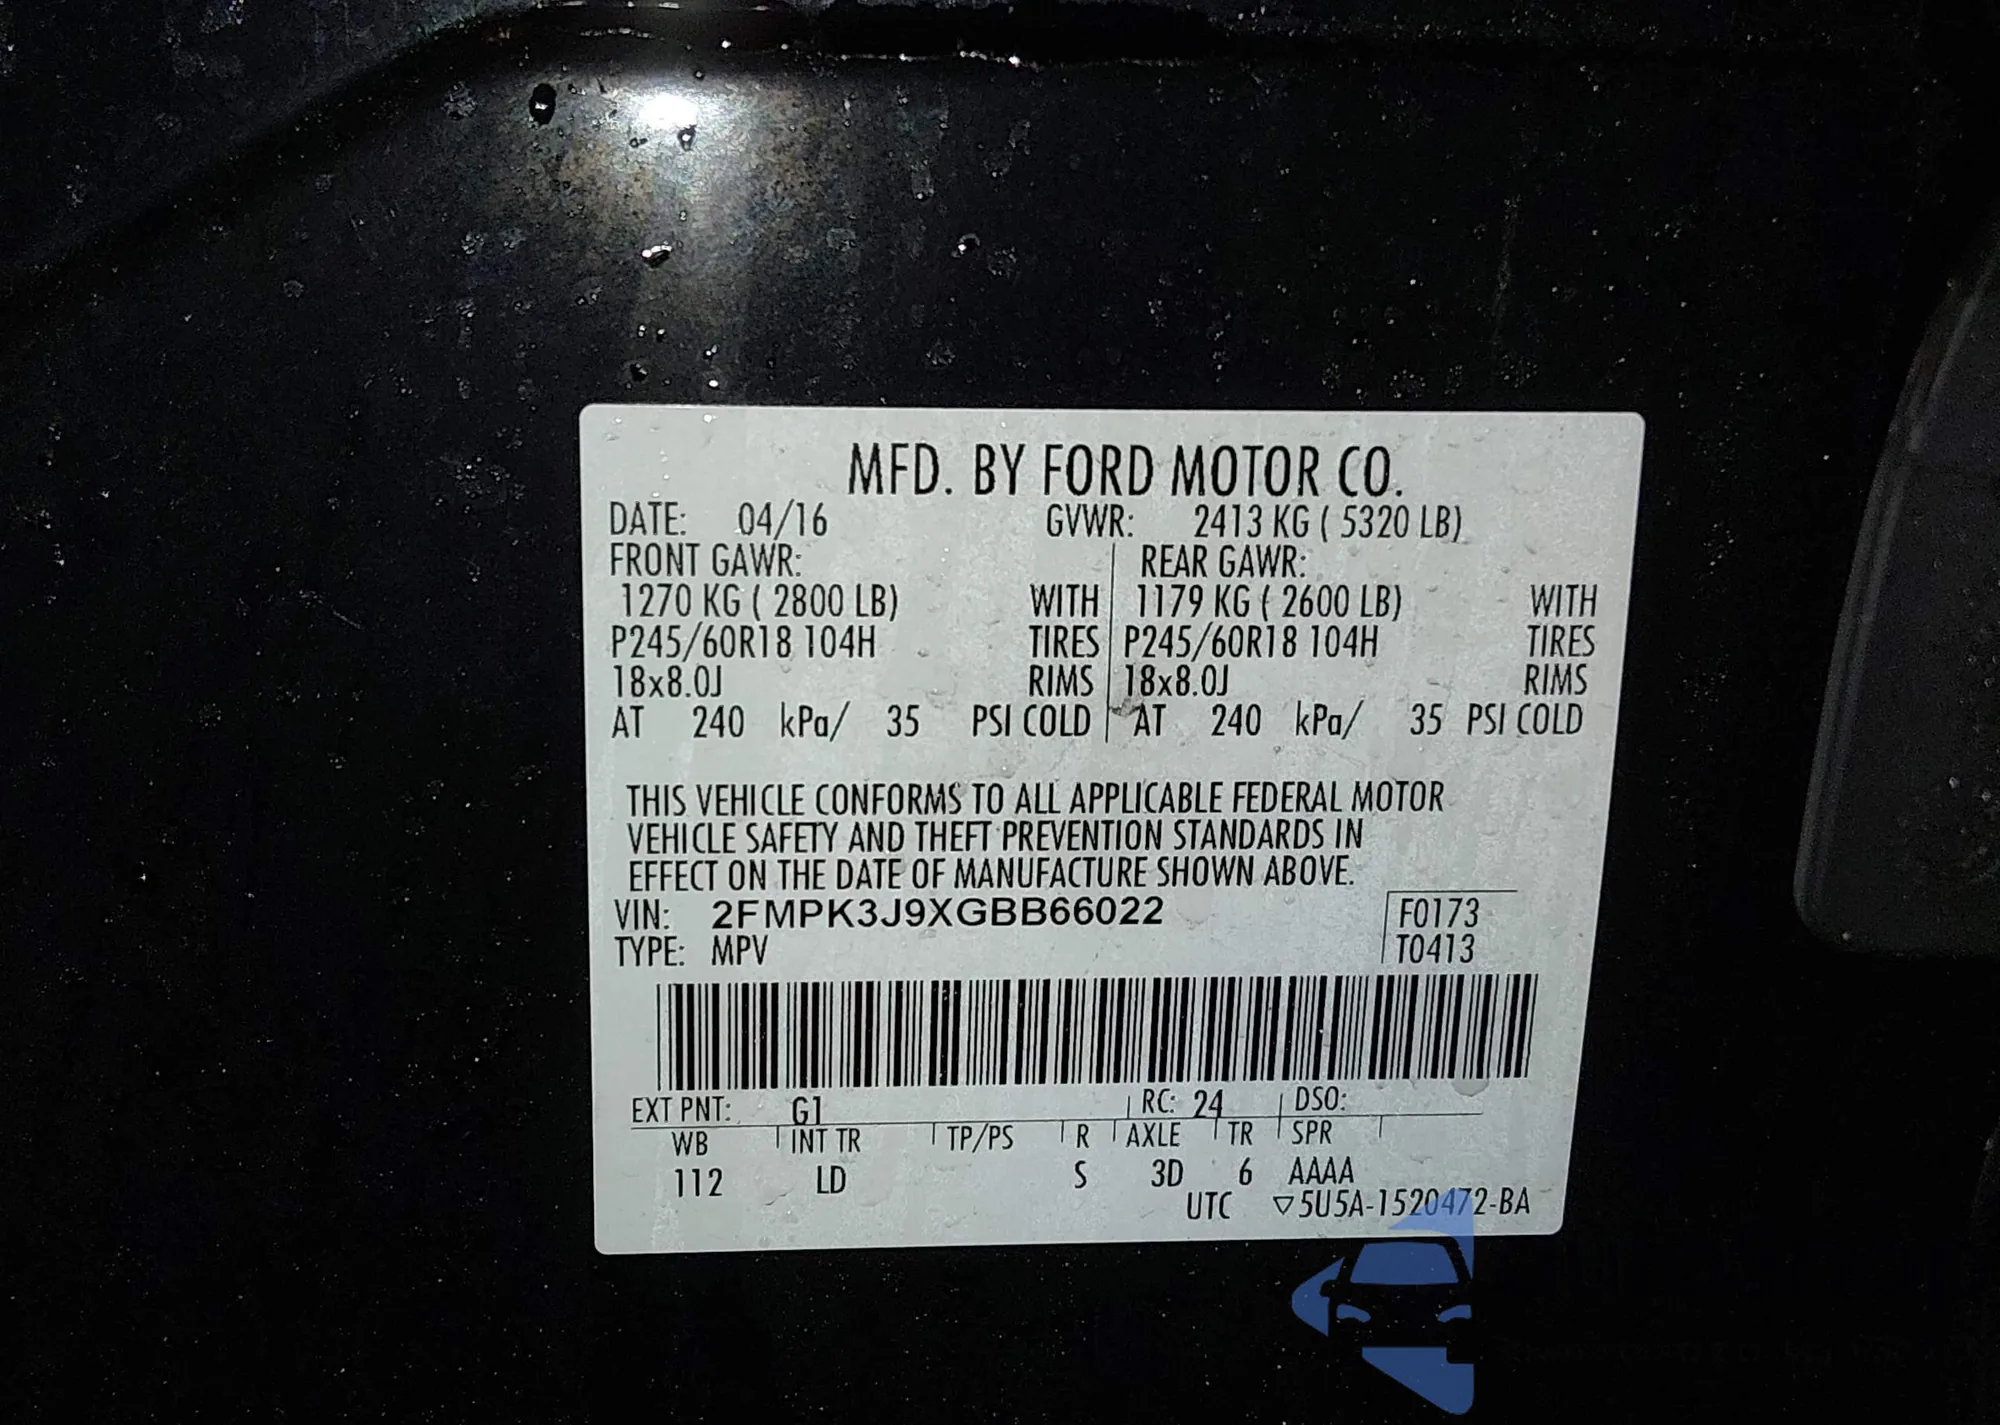 MFD. BY FORD MOTOR CO.
DATE: 04/16 GVWR: 2413 KG ( 5320 LB)
FRONT GAWR: REAR GAWR:
1270 KG ( 2800 LB) WITH 1179 KG ( 2600 LB) WITH
P245/60R18 104H TIRES P245/60R18 104H TIRES
18x8.0J RIMS 18x8.0J RIMS
AT 240 kPa/ 35 PSI COLD AT 240 kPa/ 35 PSI COLD
THIS VEHICLE CONFORMS TO ALL APPLICABLE FEDERAL MOTOR
VEHICLE SAFETY AND THEFT PREVENTION STANDARDS IN
EFFECT ON THE DATE OF MANUFACTURE SHOWN ABOVE.
VIN: 2FMPK3J9XGBB66022 F0173
TYPE: MPV T0413
EXT PNT: G1 RC: 24 DSO:
WB INT TR TP/PS R AXLE TR SPR
112 LD S 3D 6 AAAA
UTC ▽5U5A-1520472-BA